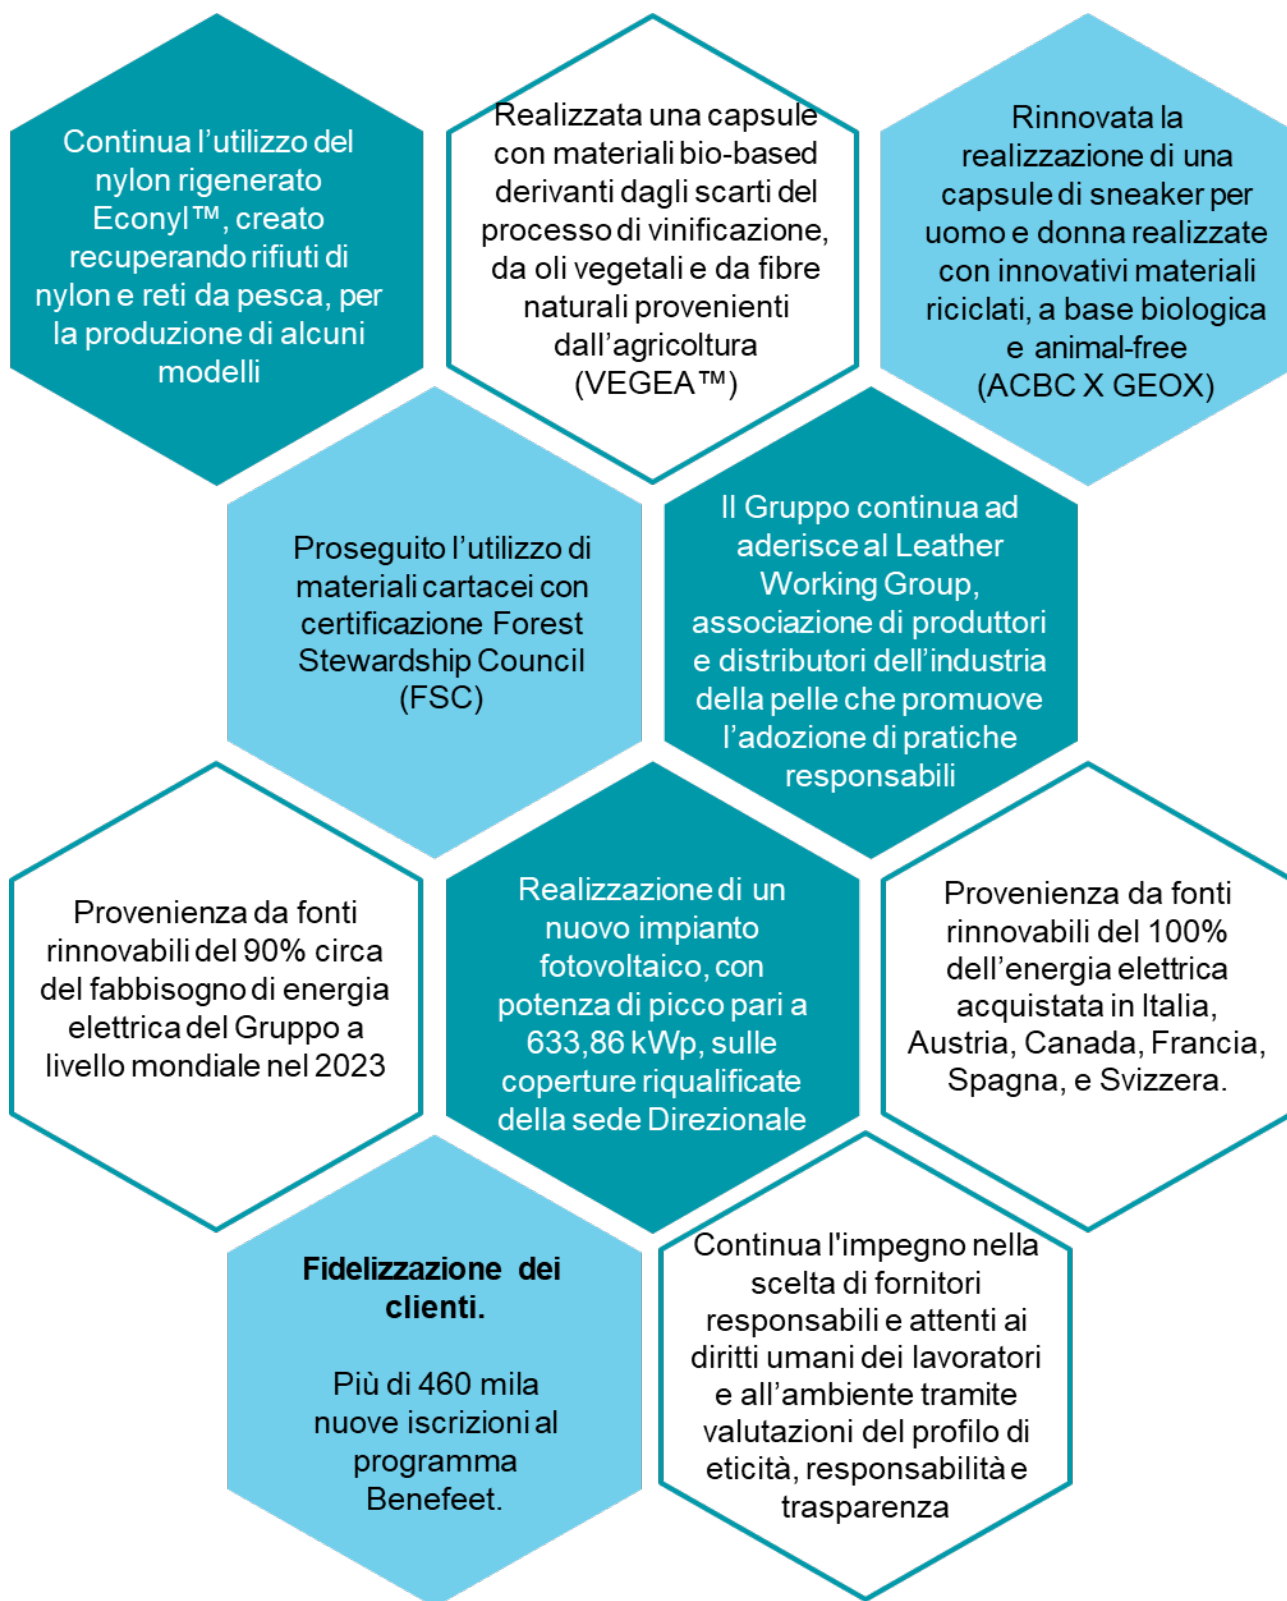 Continua l’utilizzo del
nylon rigenerato
Econyl™, creato
recuperando rifiuti di
nylon e reti da pesca, per
la produzione di alcuni
modelli
Realizzata una capsule
con materiali bio-based
derivanti dagli scarti del
processo di vinificazione,
da oli vegetali e da fibre
naturali provenienti
dall’agricoltura
(VEGEA™)
Rinnovata la
realizzazione di una
capsule di sneaker per
uomo e donna realizzate
con innovativi materiali
riciclati, a base biologica
e animal-free
(ACBC X GEOX)
Proseguito l’utilizzo di
materiali cartacei con
certificazione Forest
Stewardship Council
(FSC)
Il Gruppo continua ad
aderisce al Leather
Working Group,
associazione di produttori
e distributori dell’industria
della pelle che promuove
l’adozione di pratiche
responsabili
Provenienza da fonti
rinnovabili del 90% circa
del fabbisogno di energia
elettrica del Gruppo a
livello mondiale nel 2023
Realizzazione di un
nuovo impianto
fotovoltaico, con
potenza di picco pari a
633,86 kWp, sulle
coperture riqualificate
della sede Direzionale
Provenienza da fonti
rinnovabili del 100%
dell’energia elettrica
acquistata in Italia,
Austria, Canada, Francia,
Spagna, e Svizzera.
Fidelizzazione dei
clienti.
Più di 460 mila
nuove iscrizioni al
programma
Benefeet.
Continua l'impegno nella
scelta di fornitori
responsabili e attenti ai
diritti umani dei lavoratori
e all’ambiente tramite
valutazioni del profilo di
eticità, responsabilità e
trasparenza